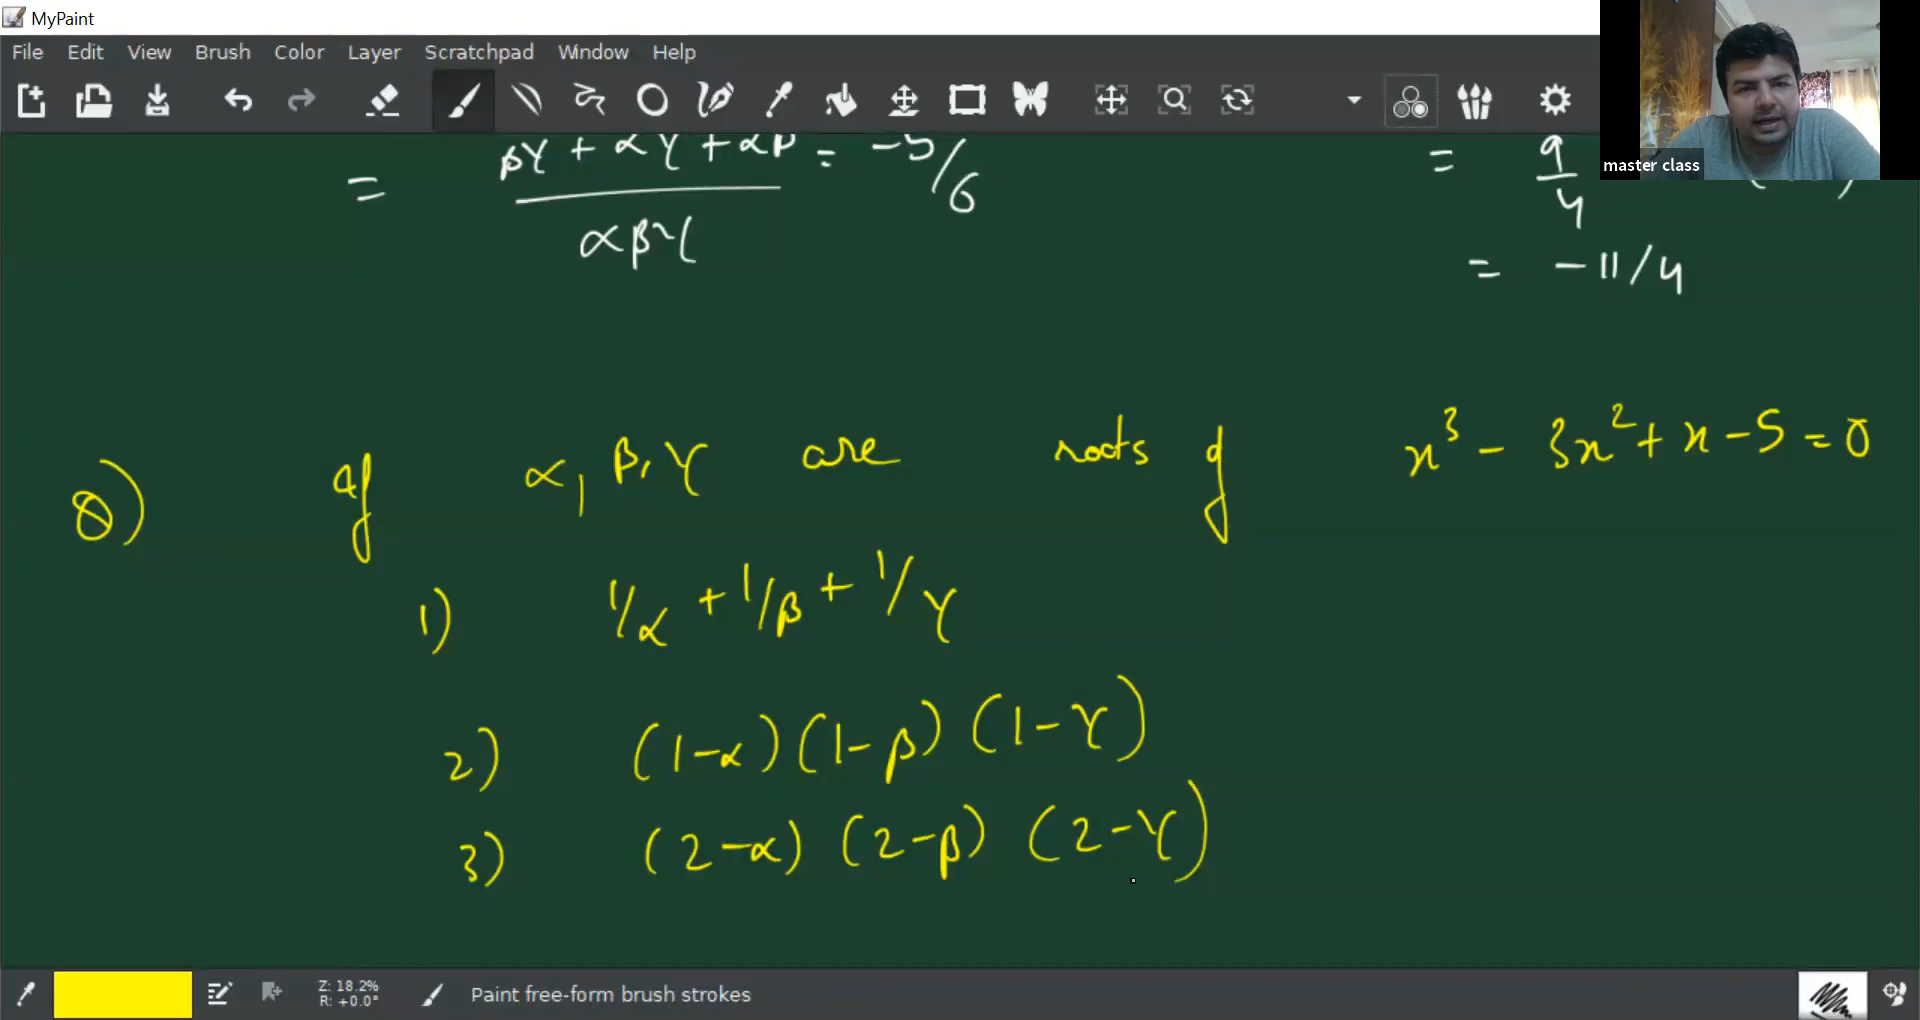 MyPaint
File Edit View Brush Color Layer Scratchpad Window Help
master class
= βγ + αγ + αβ / αβγ = -5/6
= 9/4
= -11/4
Q) If α, β, γ are roots of x³ - 3x² + x - 5 = 0
1) 1/α + 1/β + 1/γ
2) (1-α) (1-β) (1-γ)
3) (2-α) (2-β) (2-γ)
Z: 18.2%
R: +0.0°
Paint free-form brush strokes